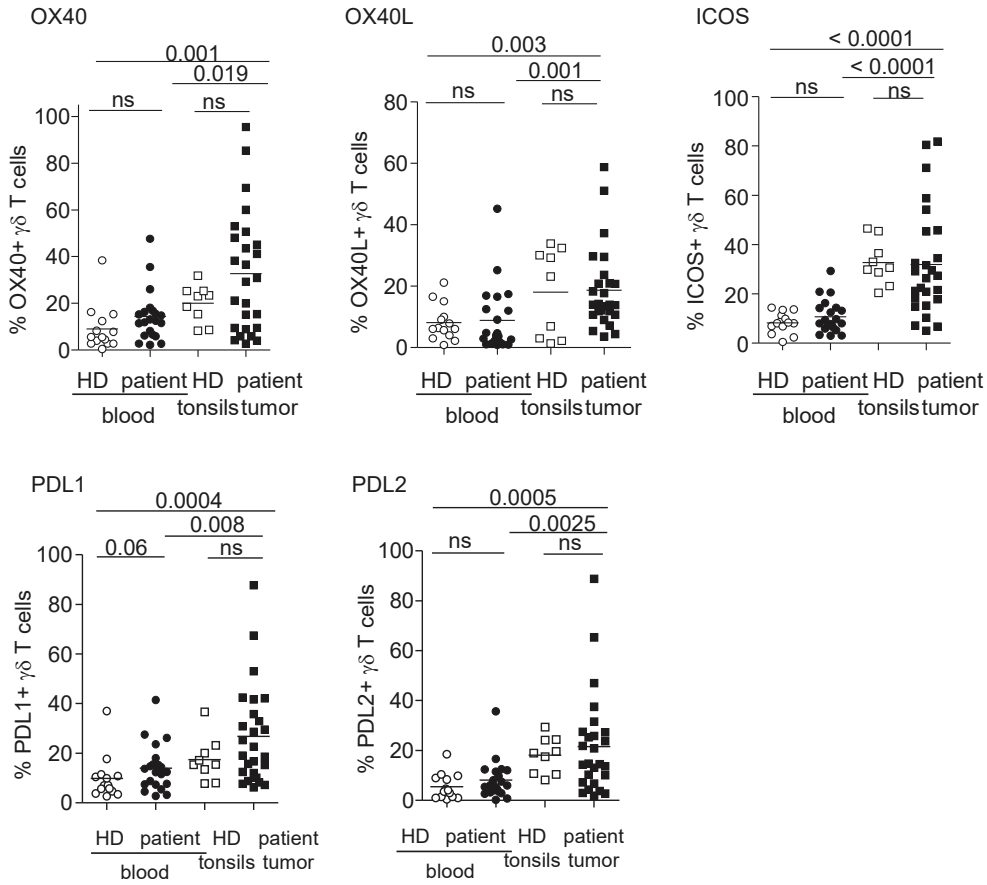 OX40
OX40L
ICOS
0.001
0.019
ns
ns
% OX40+ γδ T cells
100
80
60
40
20
0
HD patient HD patient
blood tonsils tumor
0.003
0.001
ns
ns
% OX40L+ γδ T cells
80
60
40
20
0
HD patient HD patient
blood tonsils tumor
< 0.0001
< 0.0001
ns
ns
% ICOS+ γδ T cells
100
80
60
40
20
0
HD patient HD patient
blood tonsils tumor
PDL1
PDL2
0.0004
0.008
0.06
ns
% PDL1+ γδ T cells
100
80
60
40
20
0
HD patient HD patient
blood tonsils tumor
0.0005
0.0025
ns
ns
% PDL2+ γδ T cells
100
80
60
40
20
0
HD patient HD patient
blood tonsils tumor